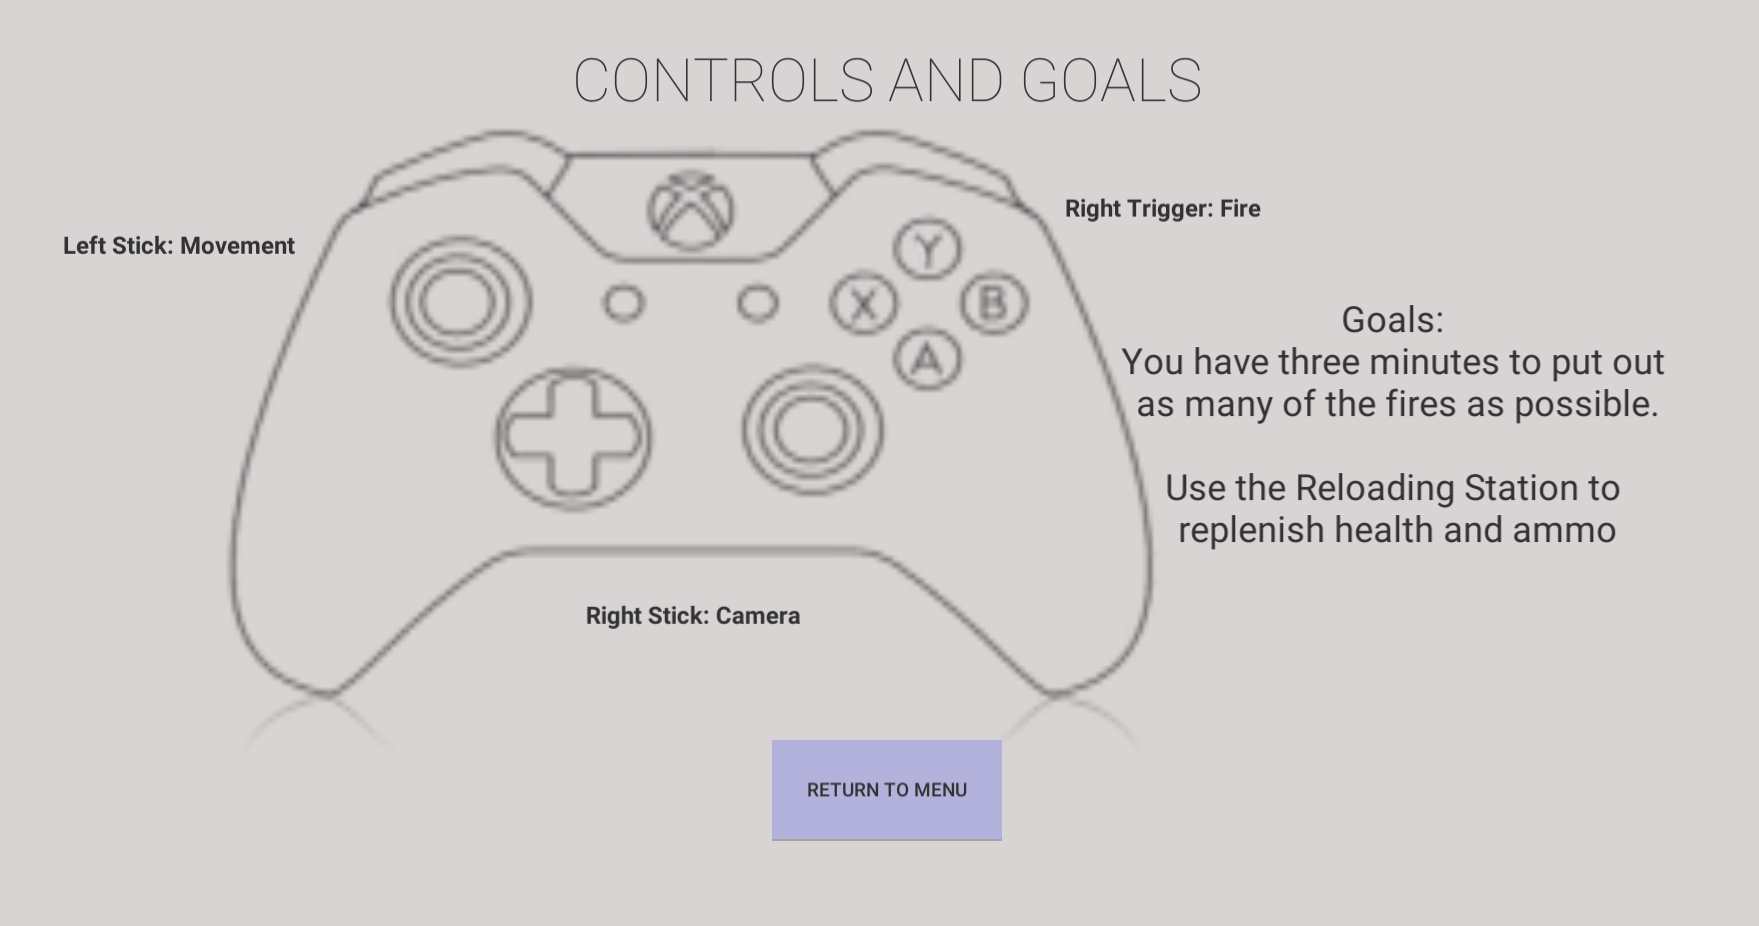 CONTROLS AND GOALS
Left Stick: Movement
Right Trigger: Fire
Y
X
B
A
Goals:
You have three minutes to put out
as many of the fires as possible.
Use the Reloading Station to
replenish health and ammo
Right Stick: Camera
RETURN TO MENU